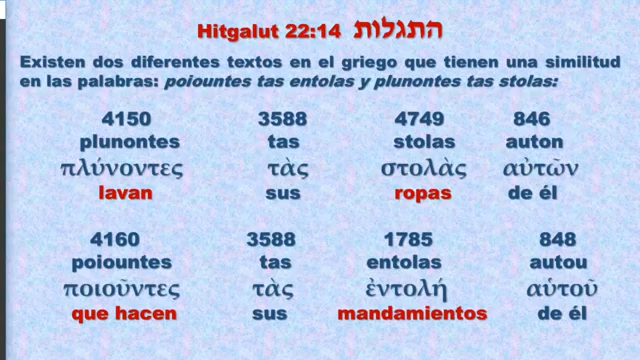 Hitgalut 22:14 התגלות
Existen dos diferentes textos en el griego que tienen una similitud
en las palabras: poiountes tas entolas y plunontes tas stolas:
4150 3588 4749 846
plunontes tas stolas auton
πλύνοντες τὰς στολὰς αὐτῶν
lavan sus ropas de él
4160 3588 1785 848
poiountes tas entolas autou
ποιοῦντες τὰς ἐντολή αὑτοῦ
que hacen sus mandamientos de él